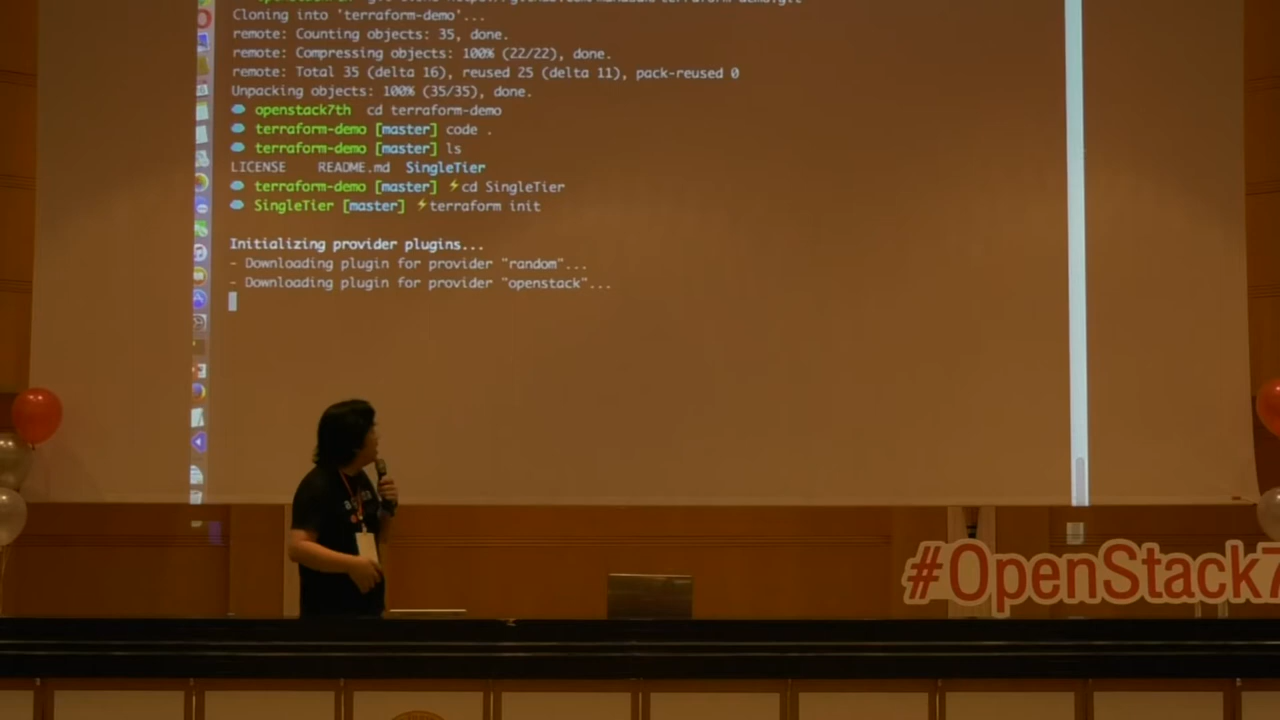 Cloning into 'terraform-demo'...
remote: Counting objects: 35, done.
remote: Compressing objects: 100% (22/22), done.
remote: Total 35 (delta 16), reused 25 (delta 11), pack-reused 0
Unpacking objects: 100% (35/35), done.
openstack7th cd terraform-demo
terraform-demo [master] code .
terraform-demo [master] ls
LICENSE README.md SingleTier
terraform-demo [master] ⚡cd SingleTier
SingleTier [master] ⚡terraform init
Initializing provider plugins...
- Downloading plugin for provider "random"...
- Downloading plugin for provider "openstack"...
#OpenStack7